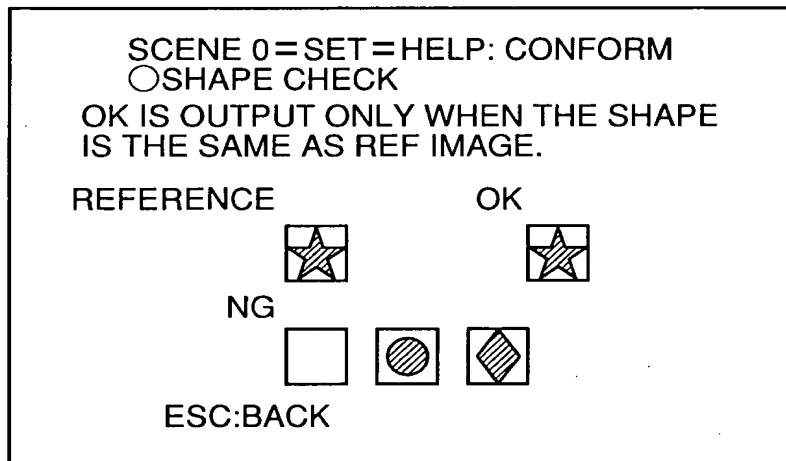 SCENE 0=SET=HELP: CONFORM
○SHAPE CHECK
OK IS OUTPUT ONLY WHEN THE SHAPE
IS THE SAME AS REF IMAGE.
REFERENCE OK
NG
ESC:BACK